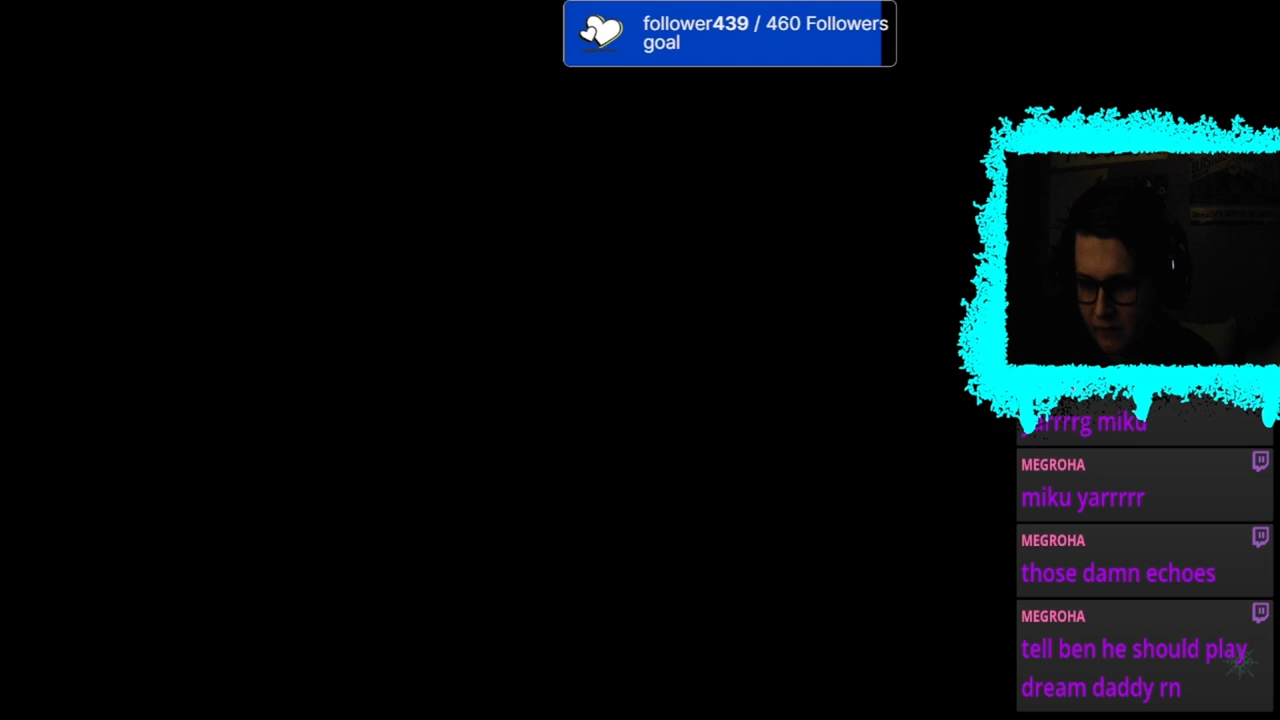 follower439 / 460 Followers
goal
yarrrrg miku
MEGROHA
miku yarrrrr
MEGROHA
those damn echoes
MEGROHA
tell ben he should play
dream daddy rn